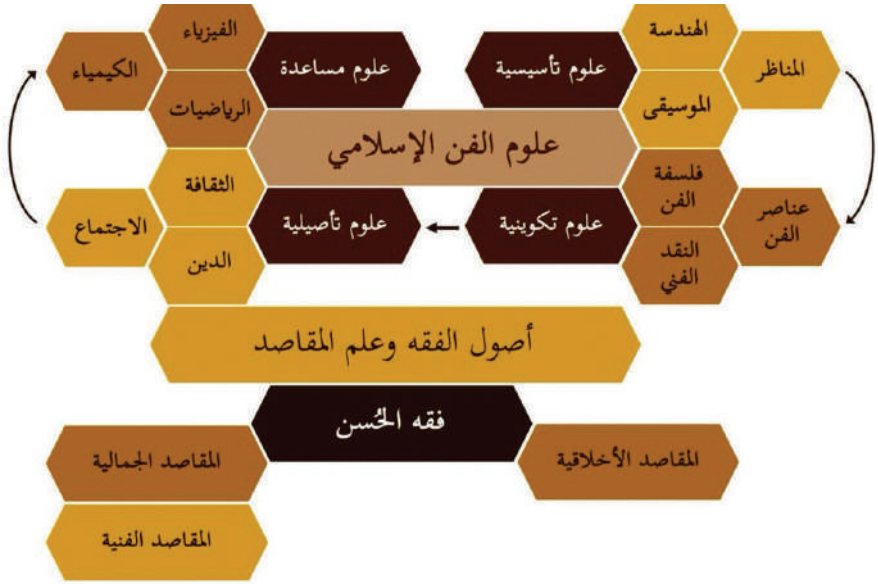 الهندسة
المناظر
الموسيقى
علوم تأسيسية
علوم مساعدة
الفيزياء
الكيمياء
الرياضيات
علوم الفن الإسلامي
فلسفة
الفن
عناصر
الفن
النقد
الفني
علوم تكوينية
علوم تأصيلية
الثقافة
الاجتماع
الدين
أصول الفقه وعلم المقاصد
فقه الحُسن
المقاصد الأخلاقية
المقاصد الجمالية
المقاصد الفنية